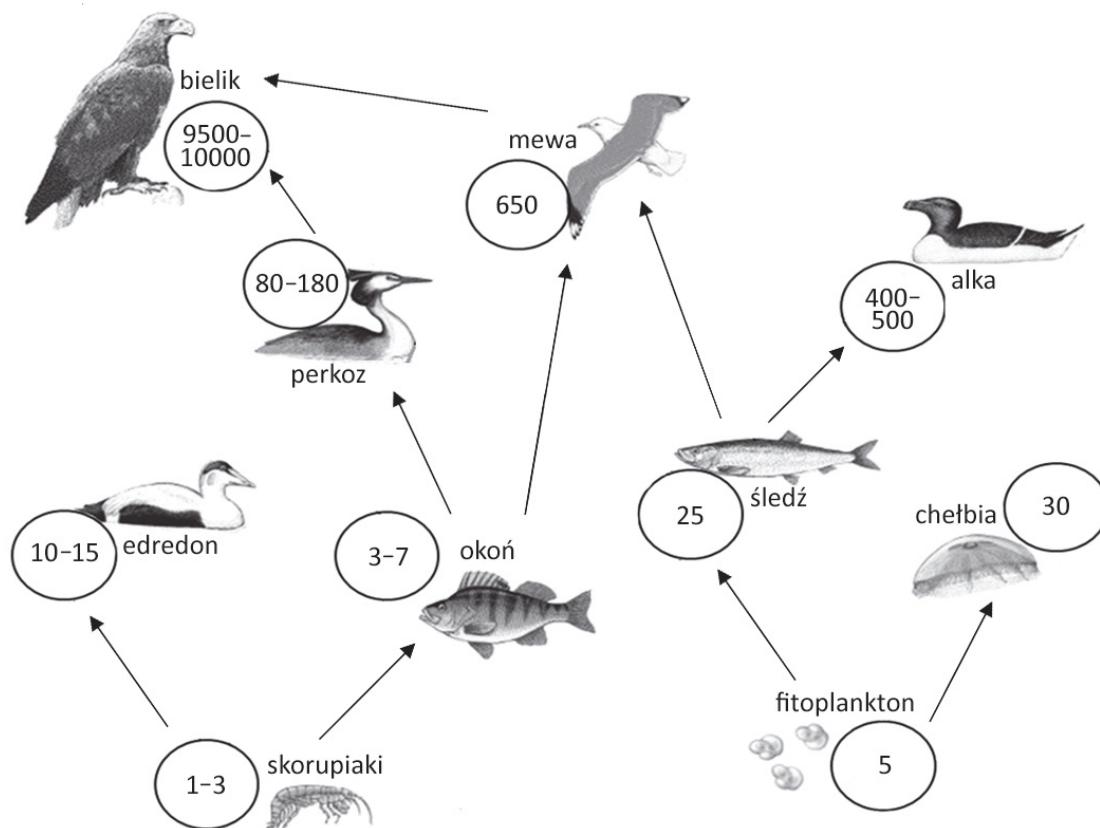 bielik
9500–
10000
mewa
650
80–180
perkoz
alka
400–
500
10–15
edredon
3–7
okoń
25
śledź
chełbia
30
fitoplankton
5
1–3
skorupiaki